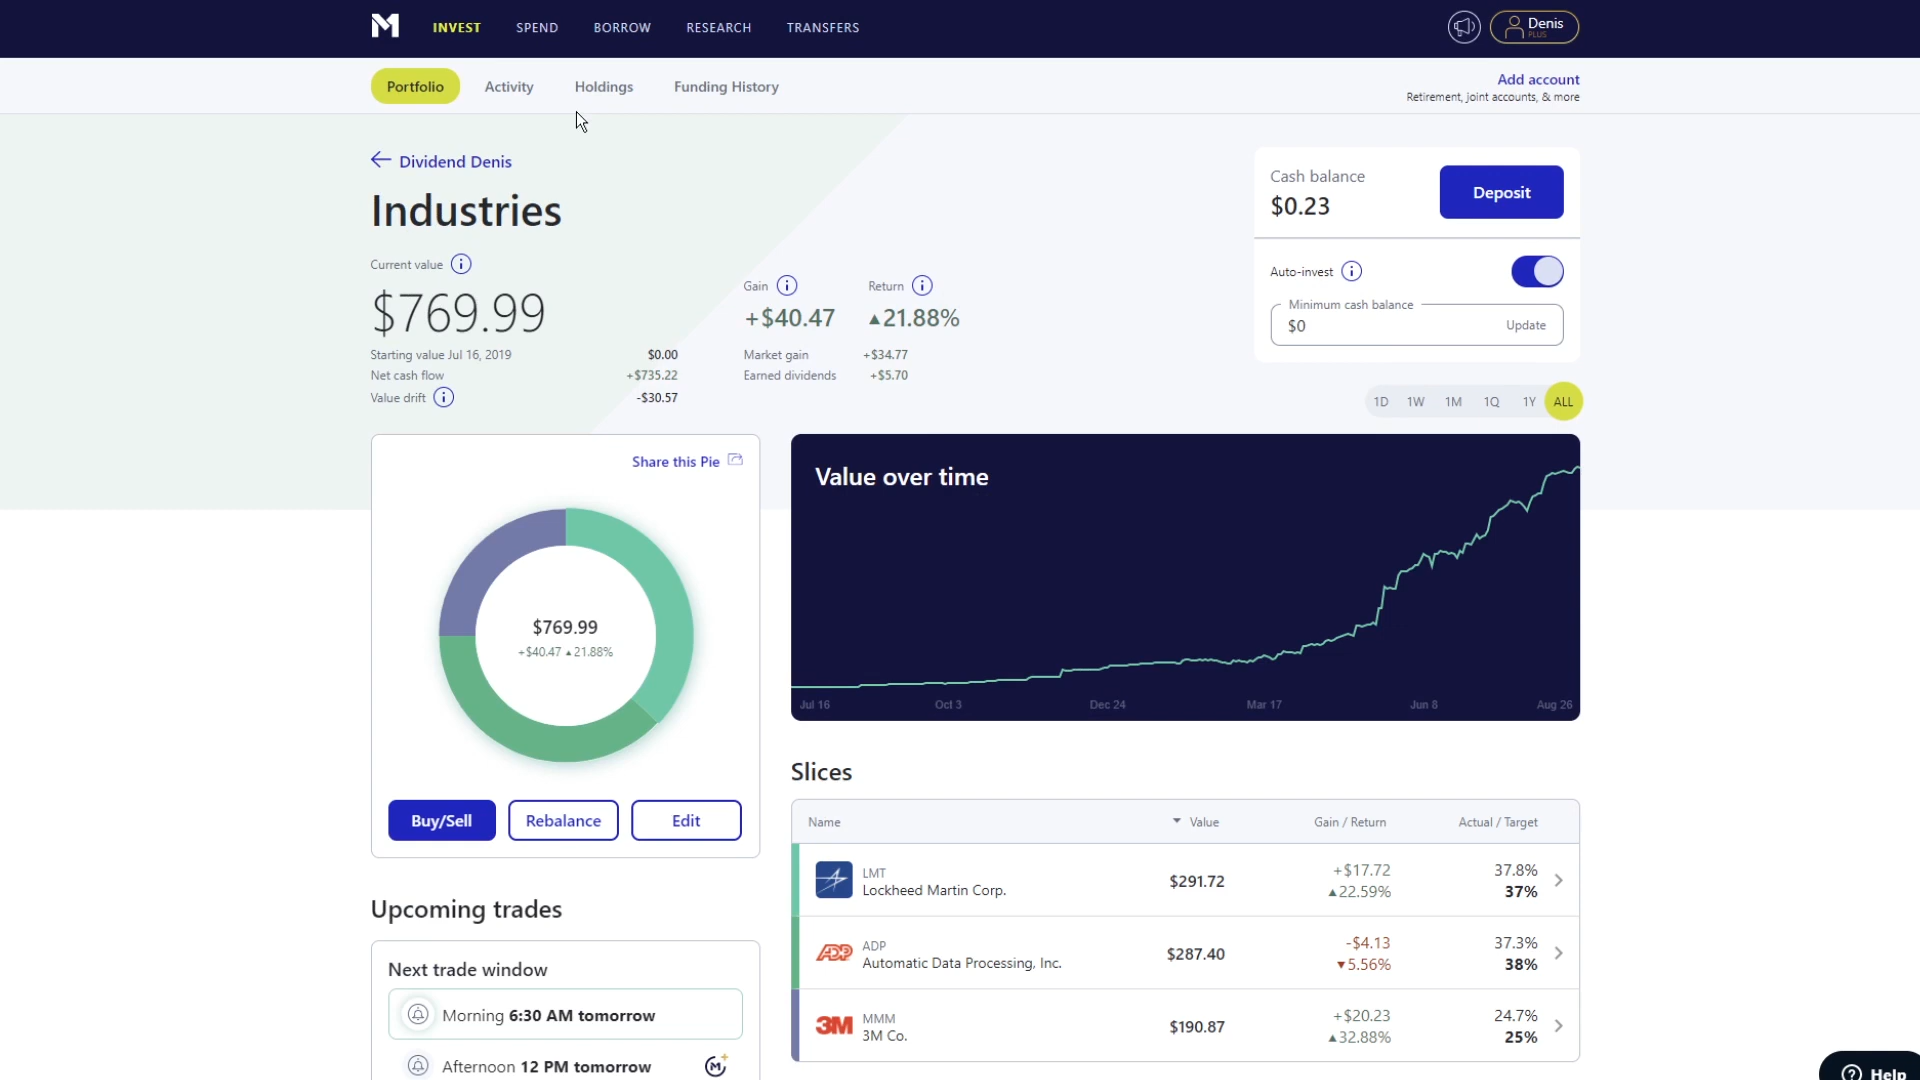 INVEST SPEND BORROW RESEARCH TRANSFERS
Denis
PLUS
Portfolio Activity Holdings Funding History
Add account
Retirement, joint accounts, & more
Dividend Denis
Industries
Current value
$769.99
Starting value Jul 16, 2019 $0.00
Net cash flow +$735.22
Value drift -$30.57
Gain Return
+$40.47 ▲21.88%
Market gain +$34.77
Earned dividends +$5.70
Cash balance
$0.23
Deposit
Auto-invest
Minimum cash balance
$0 Update
1D 1W 1M 1Q 1Y ALL
Share this Pie
$769.99
+$40.47 ▲21.88%
Buy/Sell Rebalance Edit
Value over time
Jul 16 Oct 3 Dec 24 Mar 17 Jun 8 Aug 26
Slices
Name ▼ Value Gain / Return Actual / Target
LMT
Lockheed Martin Corp.
$291.72
+$17.72
▲22.59%
37.8%
37%
ADP
ADP
Automatic Data Processing, Inc.
$287.40
-$4.13
▼5.56%
37.3%
38%
3M
MMM
3M Co.
$190.87
+$20.23
▲32.88%
24.7%
25%
Upcoming trades
Next trade window
Morning 6:30 AM tomorrow
Afternoon 12 PM tomorrow
Help